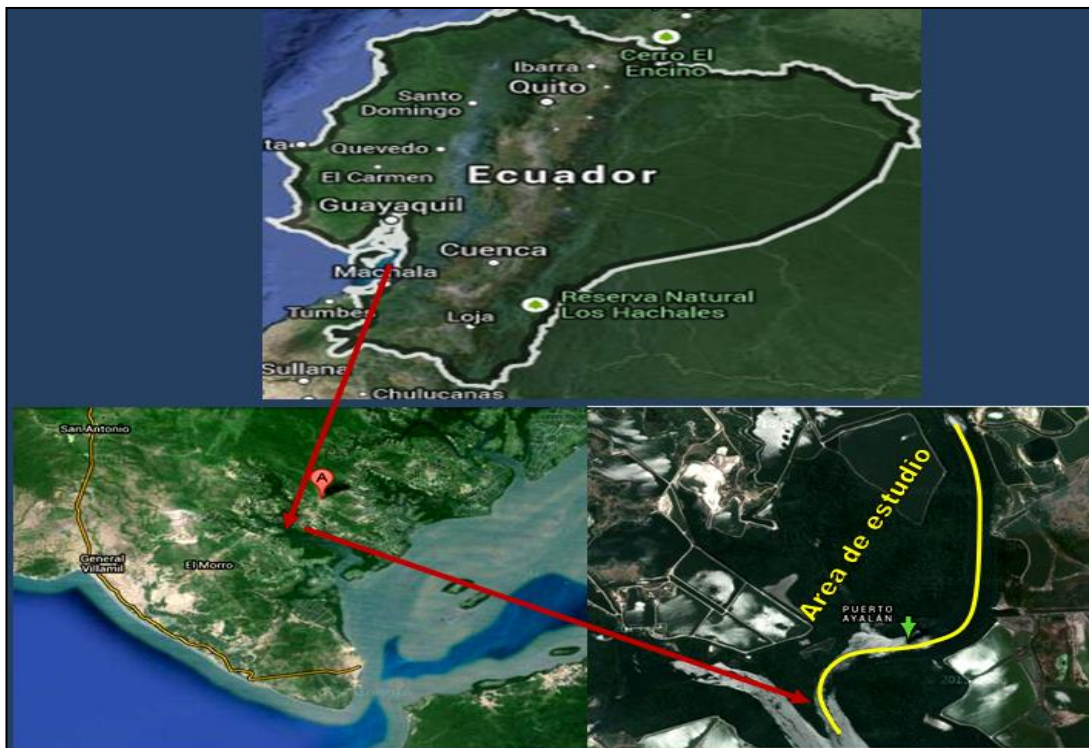 Cerro El
Encino
Ibarra
Quito
Santo
Domingo
ta
Quevedo
El Carmen
Ecuador
Guayaquil
Cuenca
Machala
Reserva Natural
Los Hachales
Tumbes
Loja
Sullana
Chulucanas
San Antonio
A
General
Villamil
El Morro
Area de estudio
PUERTO
AYALÁN